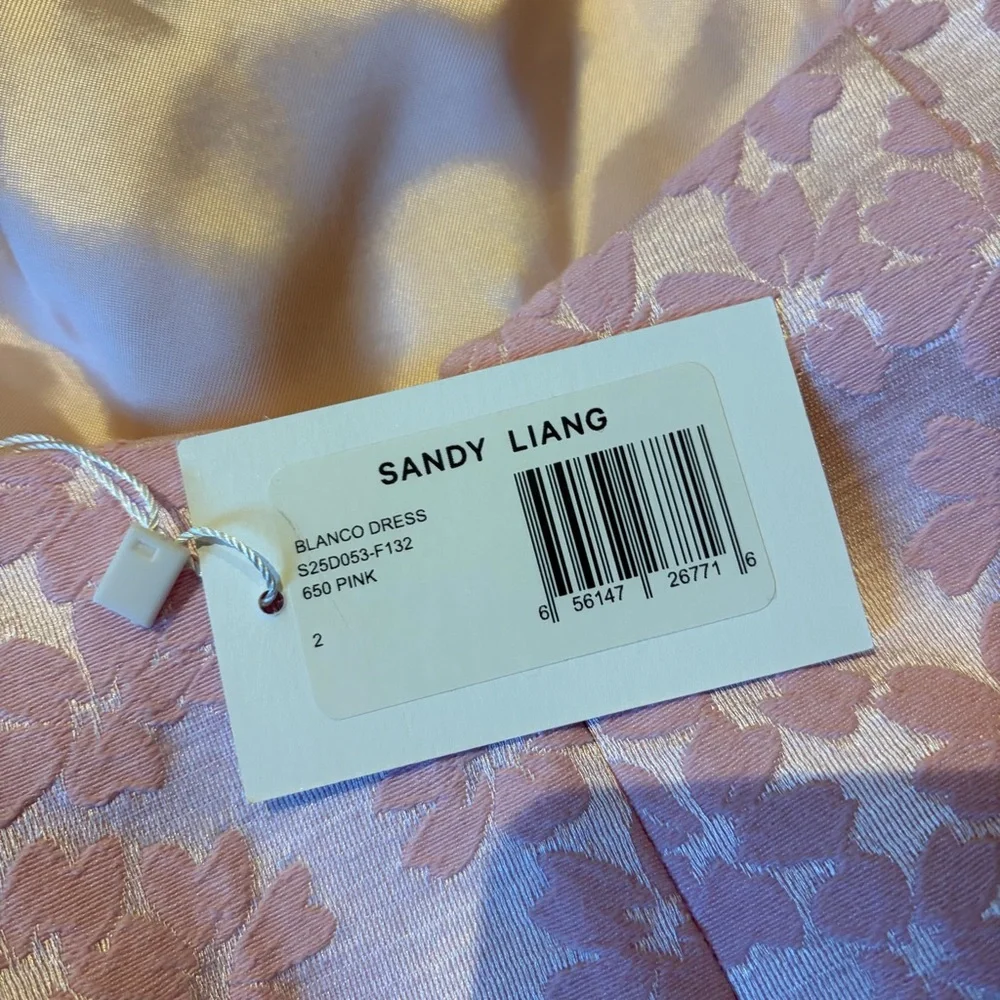 SANDY LIANG
BLANCO DRESS
S25D053-F132
650 PINK
2
6 56147 26771 6